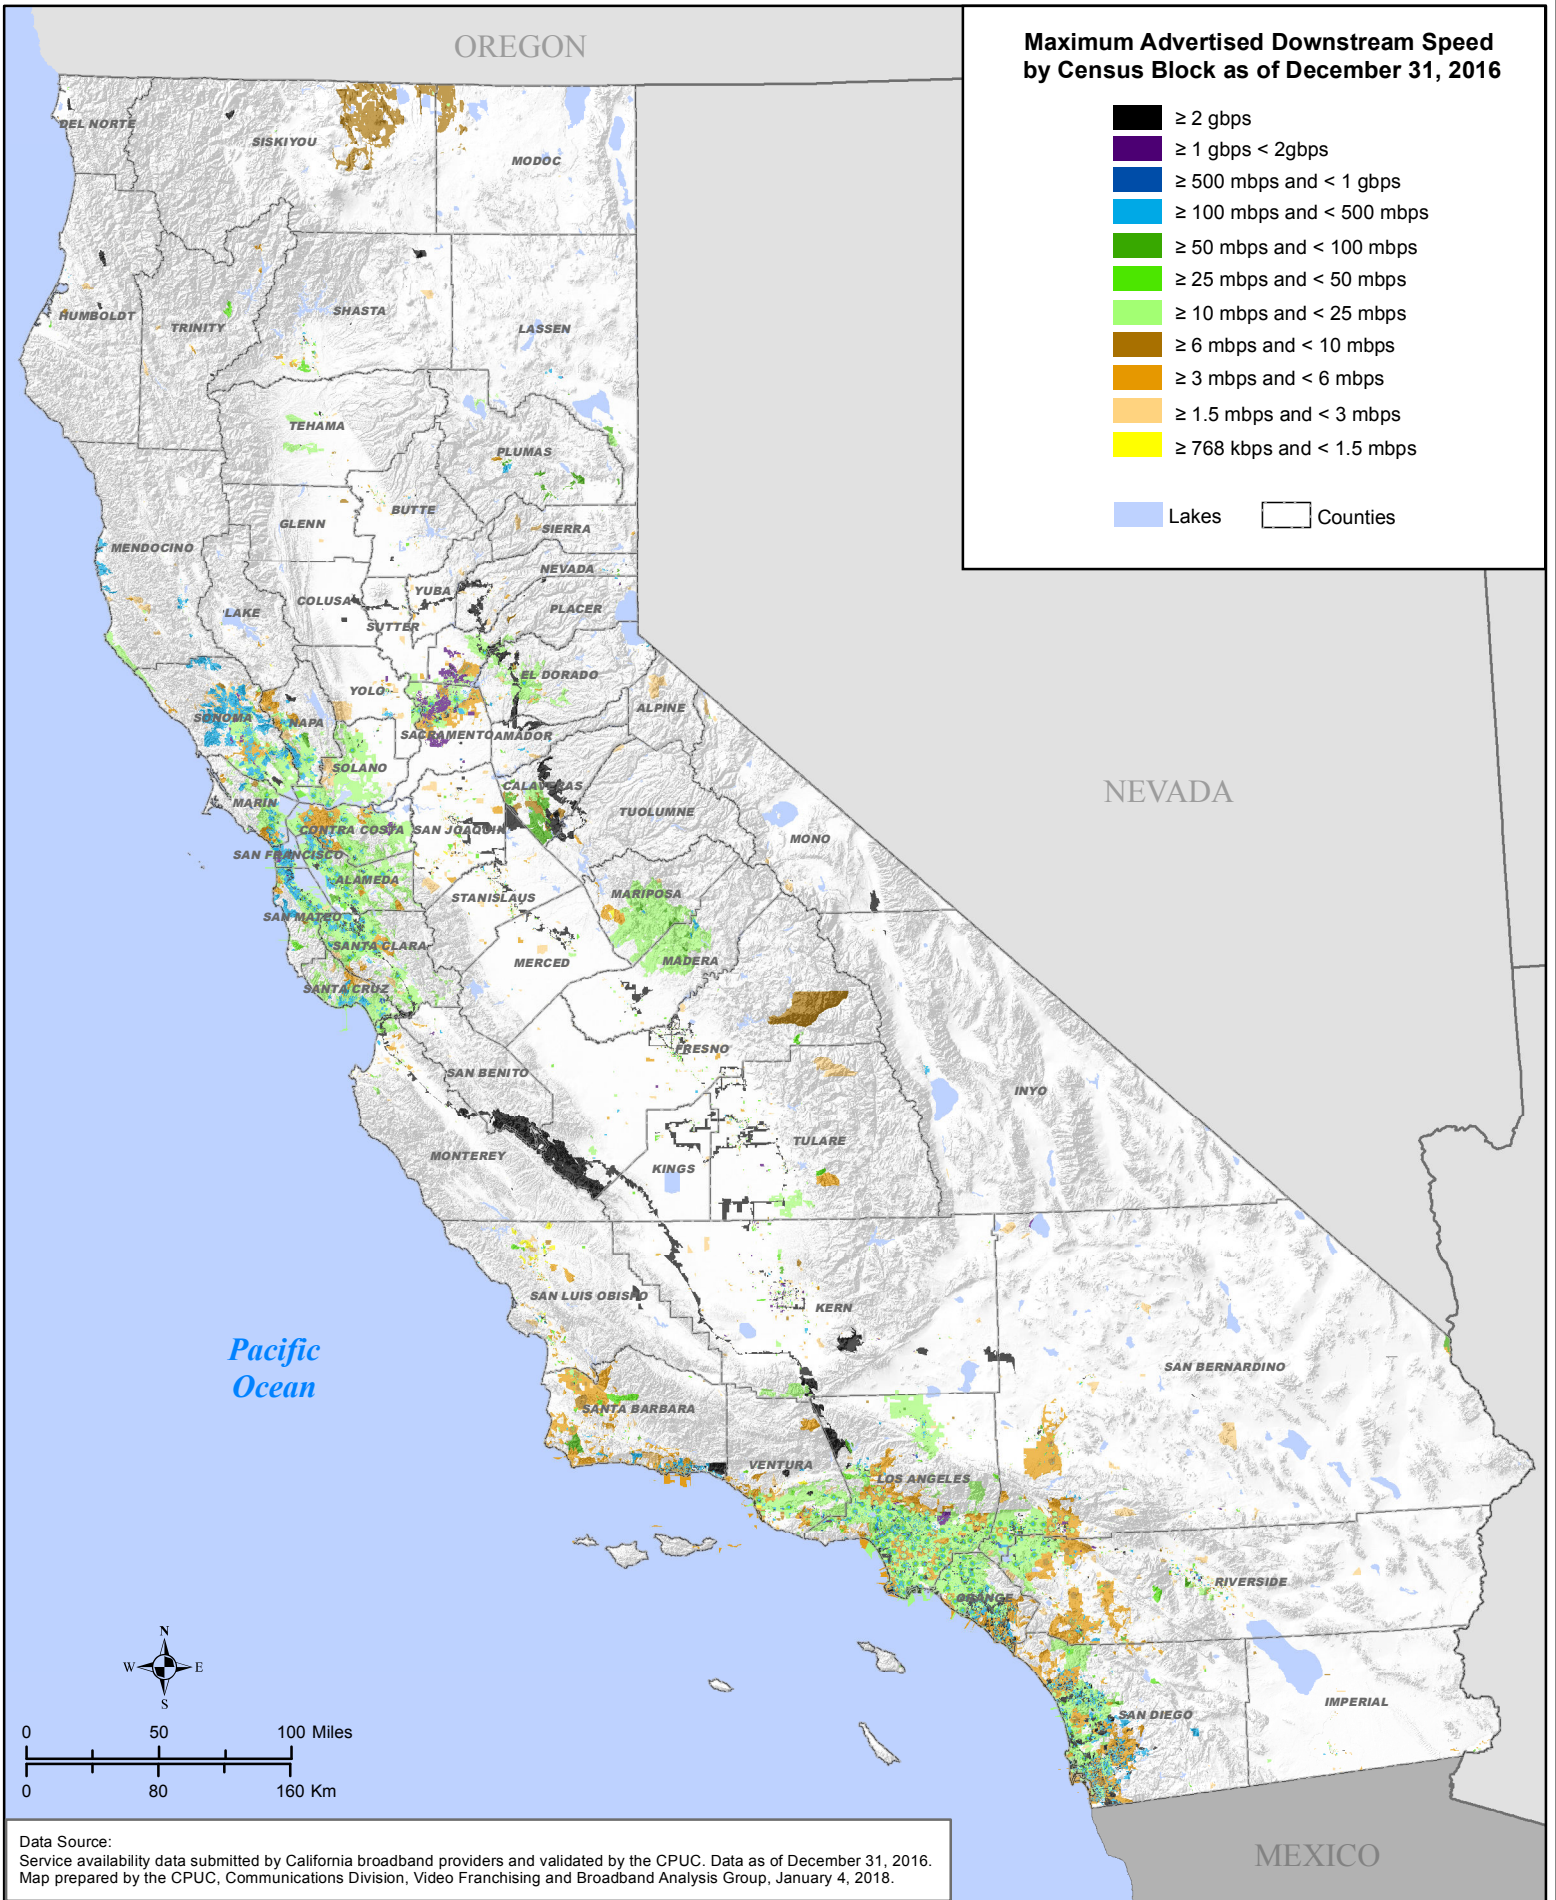 OREGON
Maximum Advertised Downstream Speed
by Census Block as of December 31, 2016
≥ 2 gbps
≥ 1 gbps < 2gbps
≥ 500 mbps and < 1 gbps
≥ 100 mbps and < 500 mbps
≥ 50 mbps and < 100 mbps
≥ 25 mbps and < 50 mbps
≥ 10 mbps and < 25 mbps
≥ 6 mbps and < 10 mbps
≥ 3 mbps and < 6 mbps
≥ 1.5 mbps and < 3 mbps
≥ 768 kbps and < 1.5 mbps
Lakes
Counties
DEL NORTE
SISKIYOU
MODOC
HUMBOLDT
TRINITY
SHASTA
LASSEN
TEHAMA
PLUMAS
BUTTE
GLENN
SIERRA
MENDOCINO
NEVADA
YUBA
COLUSA
PLACER
LAKE
SUTTER
EL DORADO
YOLO
ALPINE
SONOMA
NAPA
SACRAMENTO
AMADOR
SOLANO
CALAVERAS
NEVADA
MARIN
TUOLUMNE
CONTRA COSTA
SAN JOAQUIN
MONO
SAN FRANCISCO
ALAMEDA
MARIPOSA
STANISLAUS
SAN MATEO
SANTA CLARA
MERCED
MADERA
SANTA CRUZ
FRESNO
SAN BENITO
INYO
TULARE
MONTEREY
KINGS
SAN LUIS OBISPO
KERN
Pacific
Ocean
SAN BERNARDINO
SANTA BARBARA
VENTURA
LOS ANGELES
RIVERSIDE
ORANGE
N
W
E
S
IMPERIAL
SAN DIEGO
0
50
100 Miles
0
80
160 Km
Data Source:
Service availability data submitted by California broadband providers and validated by the CPUC. Data as of December 31, 2016.
Map prepared by the CPUC, Communications Division, Video Franchising and Broadband Analysis Group, January 4, 2018.
MEXICO